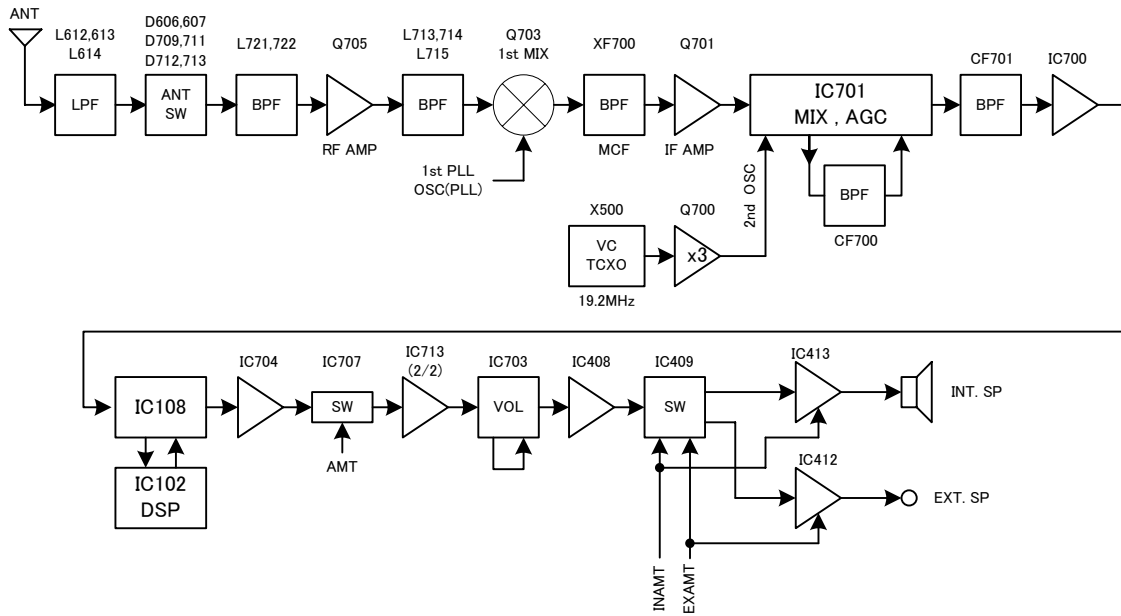 ANT
L612,613
L614
LPF
D606,607
D709,711
D712,713
ANT
SW
L721,722
BPF
Q705
RF AMP
L713,714
L715
BPF
Q703
1st MIX
1st PLL
OSC(PLL)
XF700
BPF
MCF
Q701
IF AMP
IC701
MIX , AGC
BPF
CF700
CF701
BPF
IC700
X500
VC
TCXO
19.2MHz
Q700
x3
2nd OSC
IC108
IC102
DSP
IC704
IC707
SW
AMT
IC713
(2/2)
IC703
VOL
IC408
IC409
SW
IC413
INT. SP
IC412
EXT. SP
INAMT
EXAMT